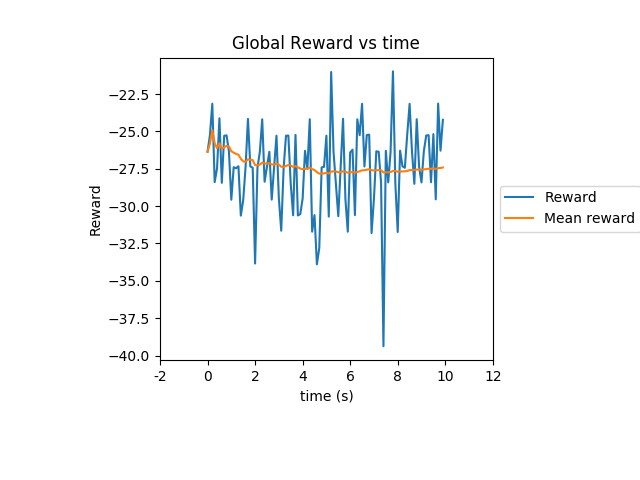 Global Reward vs time
Reward
−22.5
−25.0
−27.5
−30.0
−32.5
−35.0
−37.5
−40.0
-2 0 2 4 6 8 10 12
time (s)
Reward
Mean reward